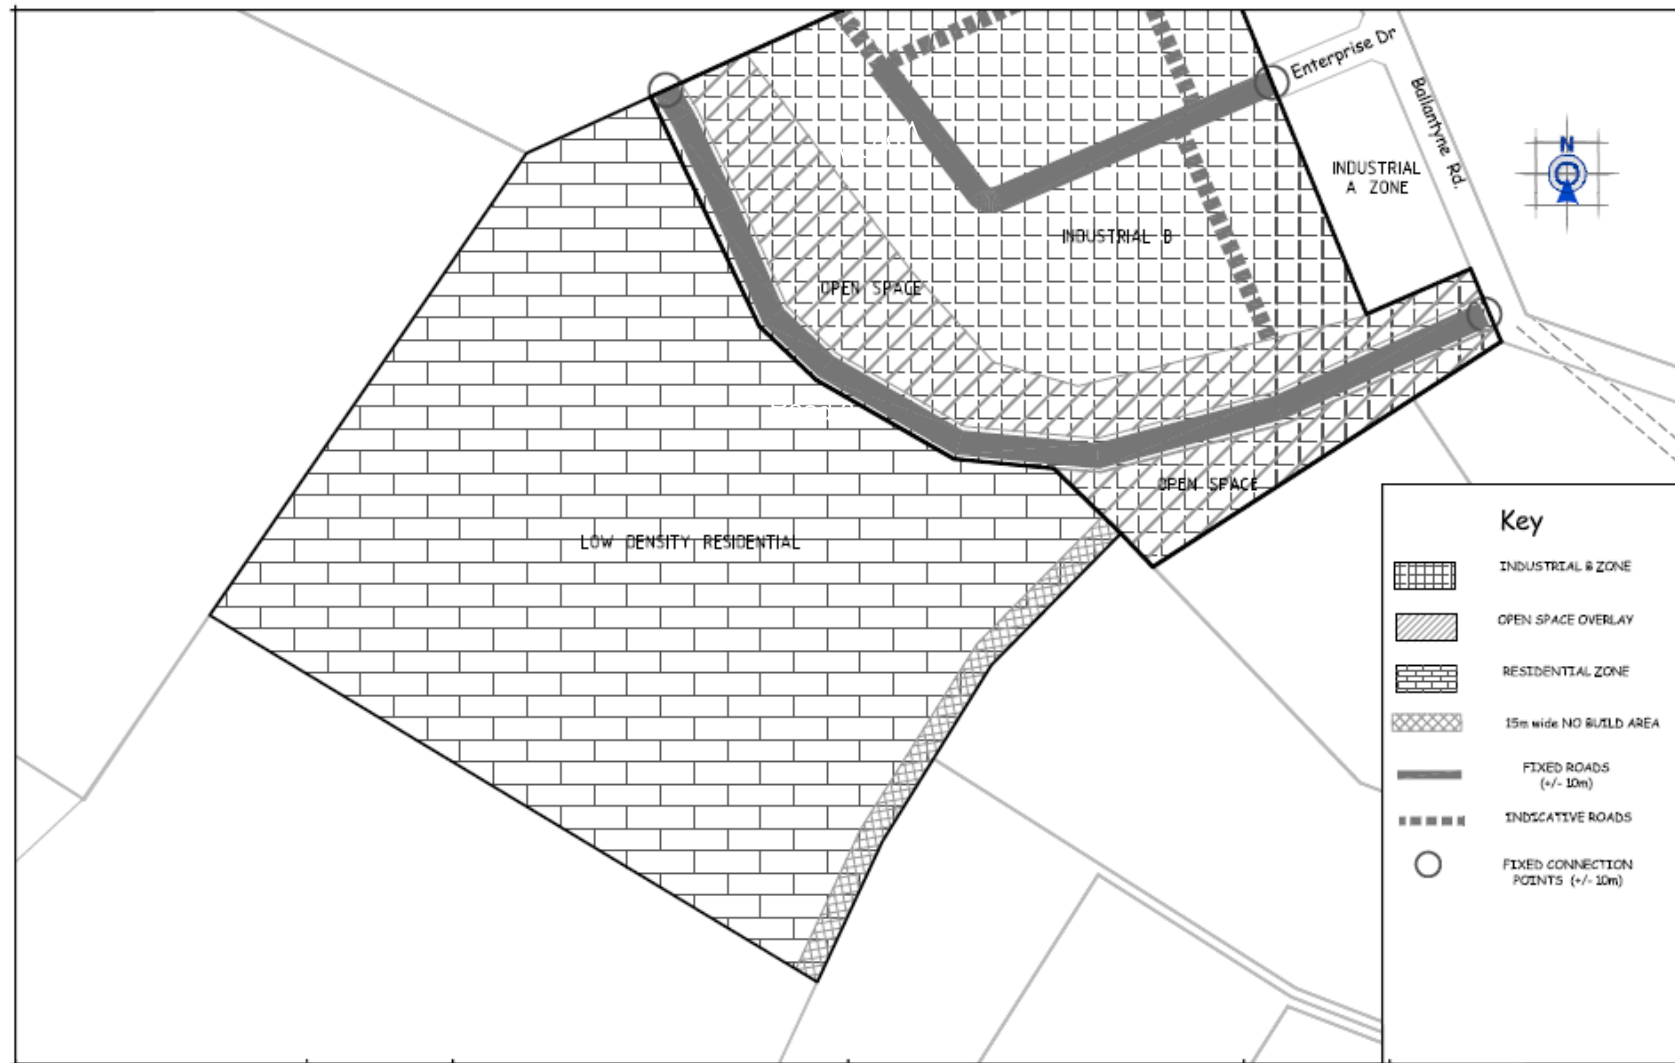 Enterprise Dr
Ballantyne Rd.
N
INDUSTRIAL
A ZONE
INDUSTRIAL B
OPEN SPACE
OPEN SPACE
LOW DENSITY RESIDENTIAL
Key
INDUSTRIAL B ZONE
OPEN SPACE OVERLAY
RESIDENTIAL ZONE
15m wide NO BUILD AREA
FIXED ROADS
(+/- 10m)
INDICATIVE ROADS
FIXED CONNECTION
POINTS (+/- 10m)